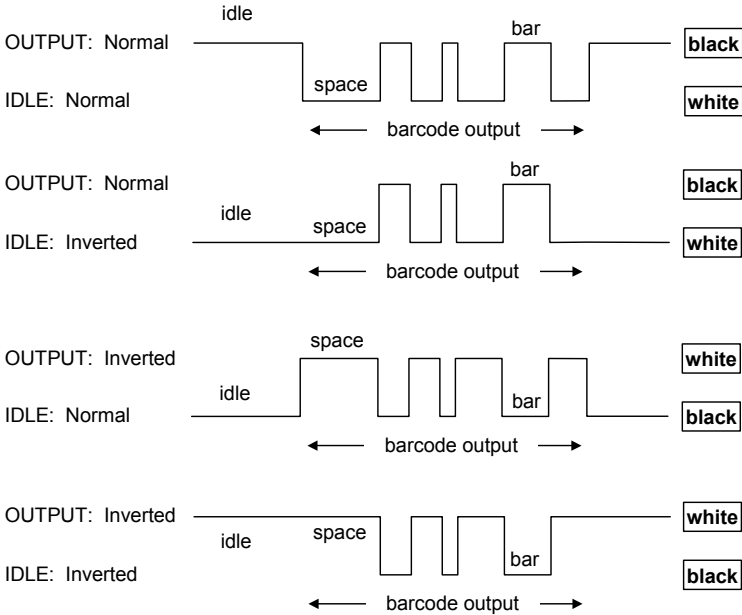 idle
OUTPUT: Normal bar black
space
IDLE: Normal white
barcode output
bar
OUTPUT: Normal black
idle
space
IDLE: Inverted white
barcode output
space
OUTPUT: Inverted white
idle
bar
IDLE: Normal black
barcode output
OUTPUT: Inverted white
idle space
bar
IDLE: Inverted black
barcode output